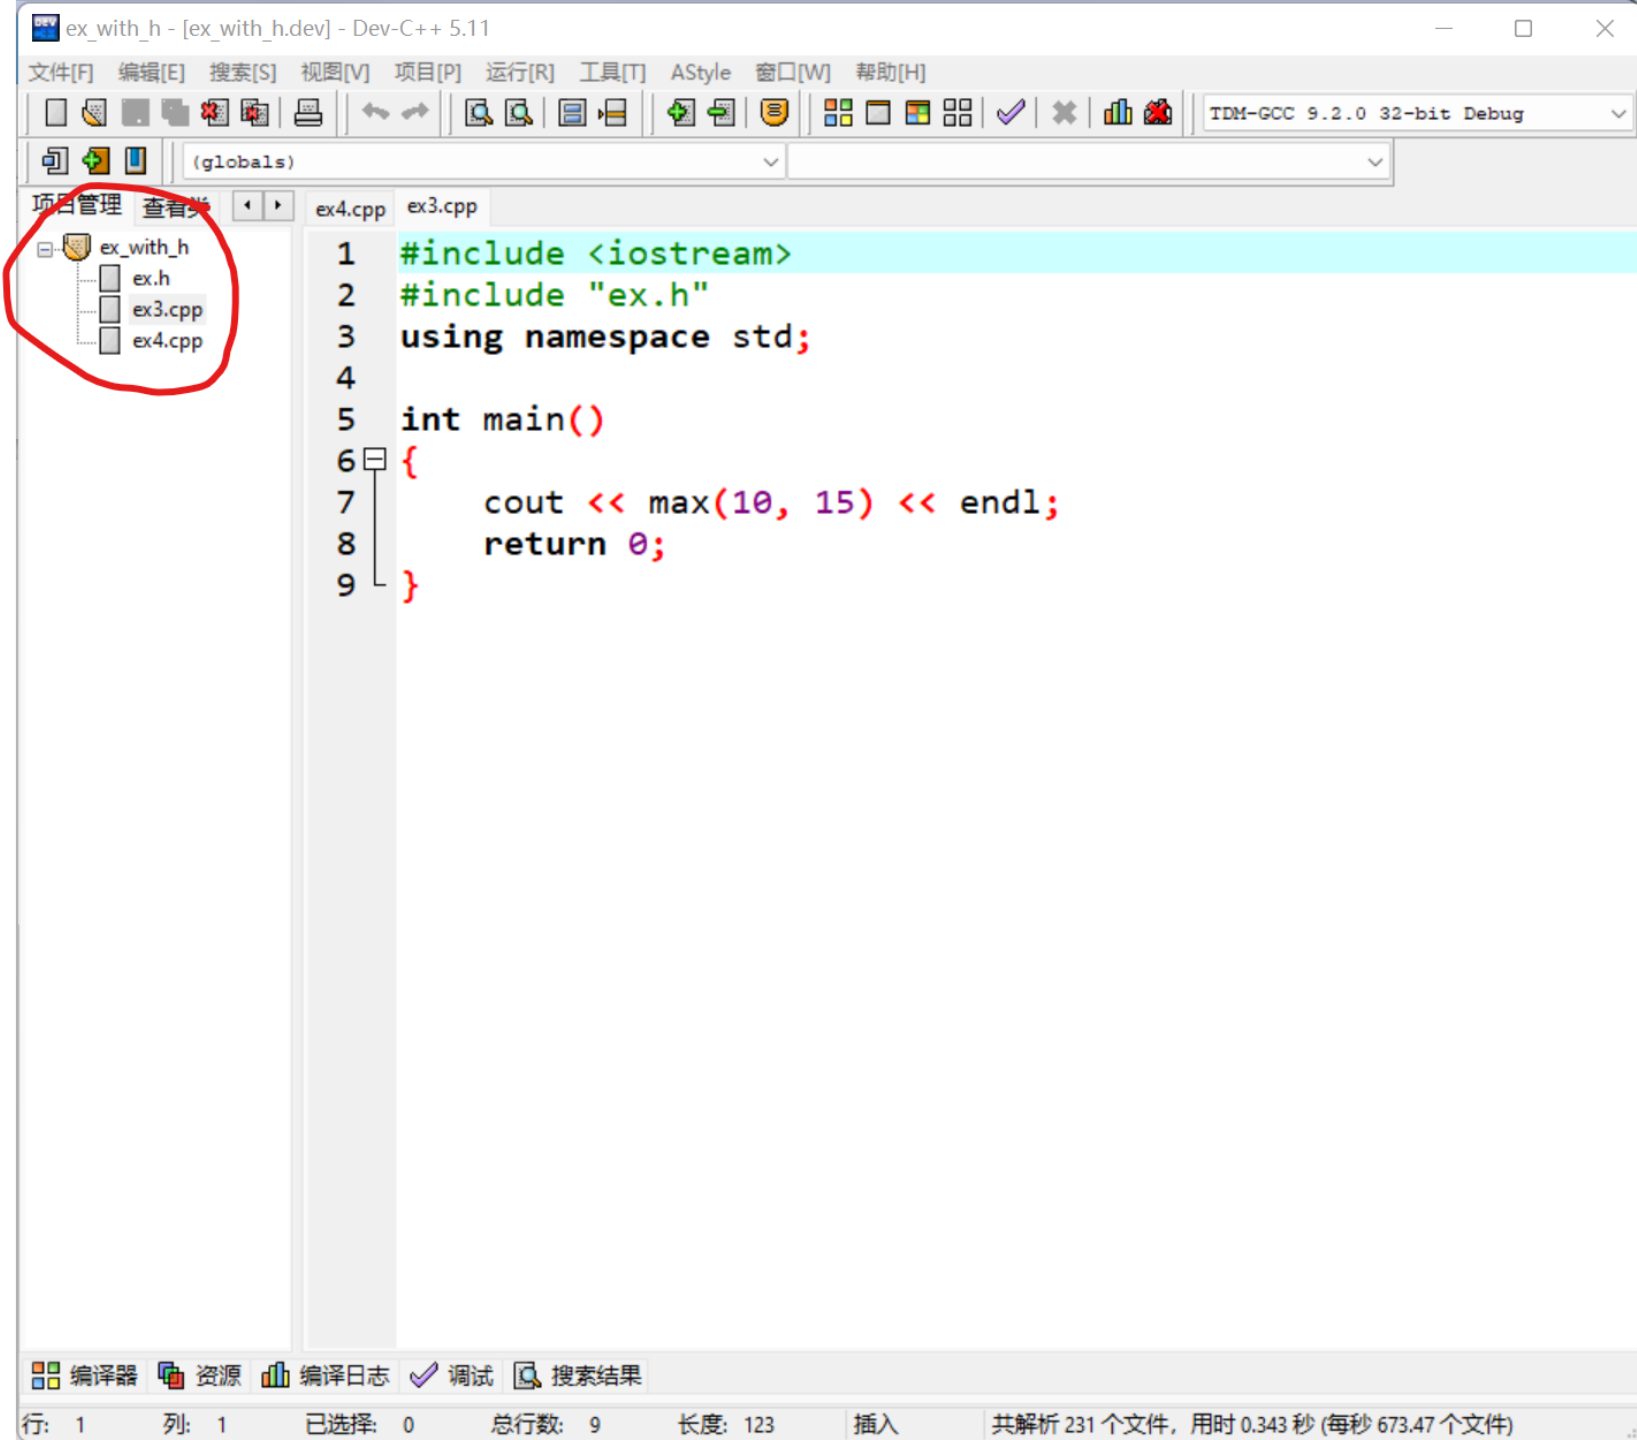 ex_with_h - [ex_with_h.dev] - Dev-C++ 5.11
文件[F] 编辑[E] 搜索[S] 视图[V] 项目[P] 运行[R] 工具[T] AStyle 窗口[W] 帮助[H]
TDM-GCC 9.2.0 32-bit Debug
(globals)
项目管理 查看类
ex4.cpp ex3.cpp
ex_with_h
ex.h
ex3.cpp
ex4.cpp
1 #include <iostream>
2 #include "ex.h"
3 using namespace std;
4
5 int main()
6 {
7 cout << max(10, 15) << endl;
8 return 0;
9 }
编译器 资源 编译日志 调试 搜索结果
行: 1 列: 1 已选择: 0 总行数: 9 长度: 123 插入 共解析 231 个文件，用时 0.343 秒 (每秒 673.47 个文件)